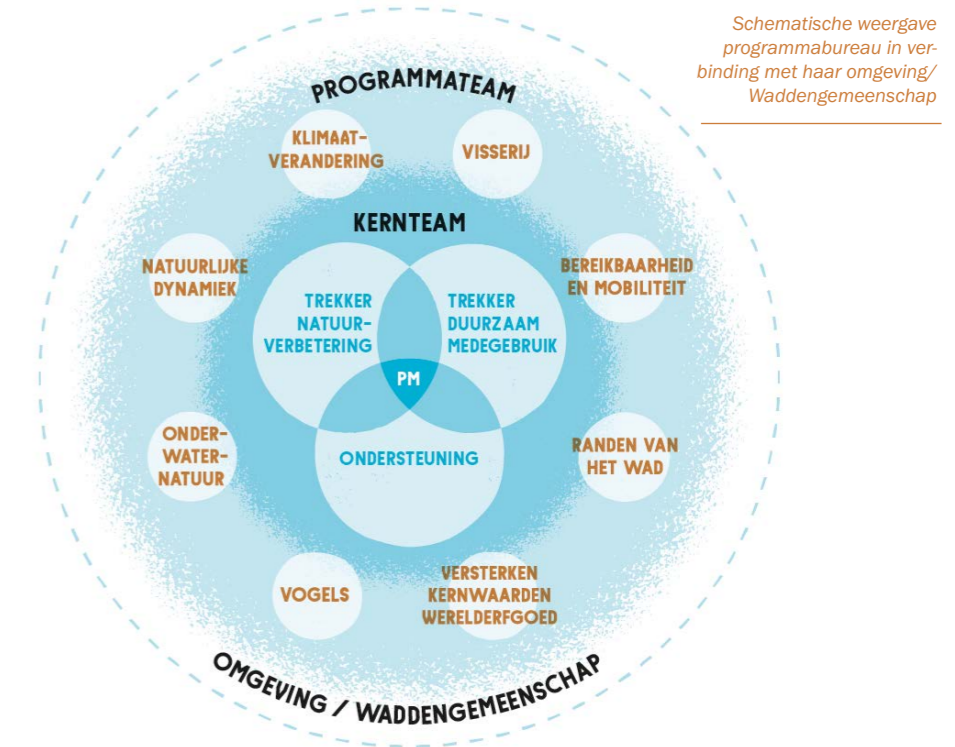 Schematische weergave
programmabureau in ver-
binding met haar omgeving/
Waddengemeenschap
PROGRAMMATEAM
KLIMAAT-
VERANDERING
VISSERIJ
KERNTEAM
NATUURLIJKE
DYNAMIEK
BEREIKBAARHEID
EN MOBILITEIT
TREKKER
NATUUR-
VERBETERING
TREKKER
DUURZAAM
MEDEGEBRUIK
PM
ONDER-
WATER-
NATUUR
ONDERSTEUNING
RANDEN VAN
HET WAD
VOGELS
VERSTERKEN
KERNWAARDEN
WERELDERFGOED
OMGEVING / WADDENGEMEENSCHAP